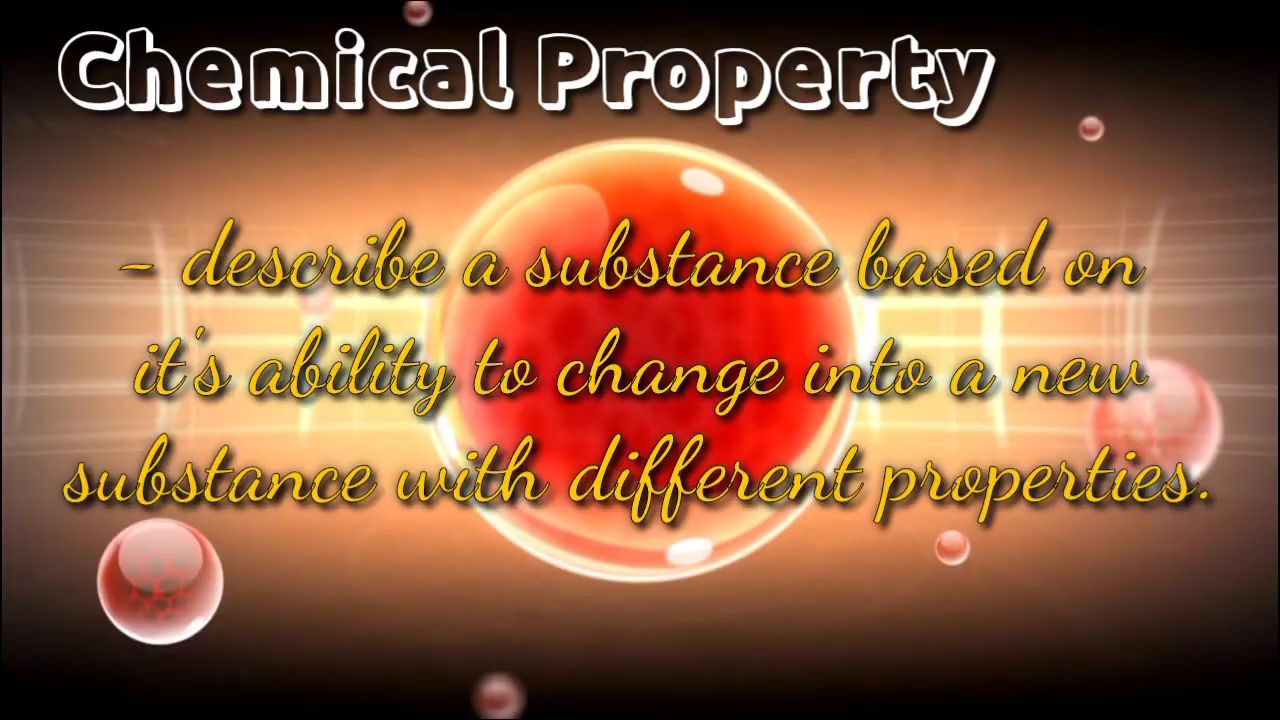 Chemical Property
- describe a substance based on
it's ability to change into a new
substance with different properties.